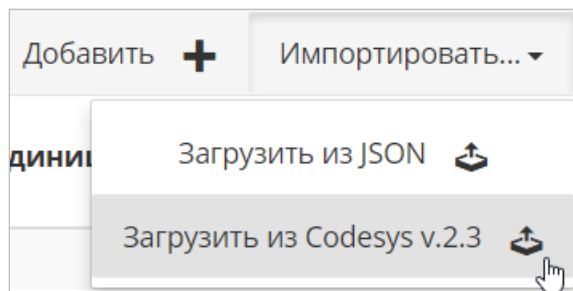 Добавить Импортировать...
Загрузить из JSON
Загрузить из Codesys v.2.3